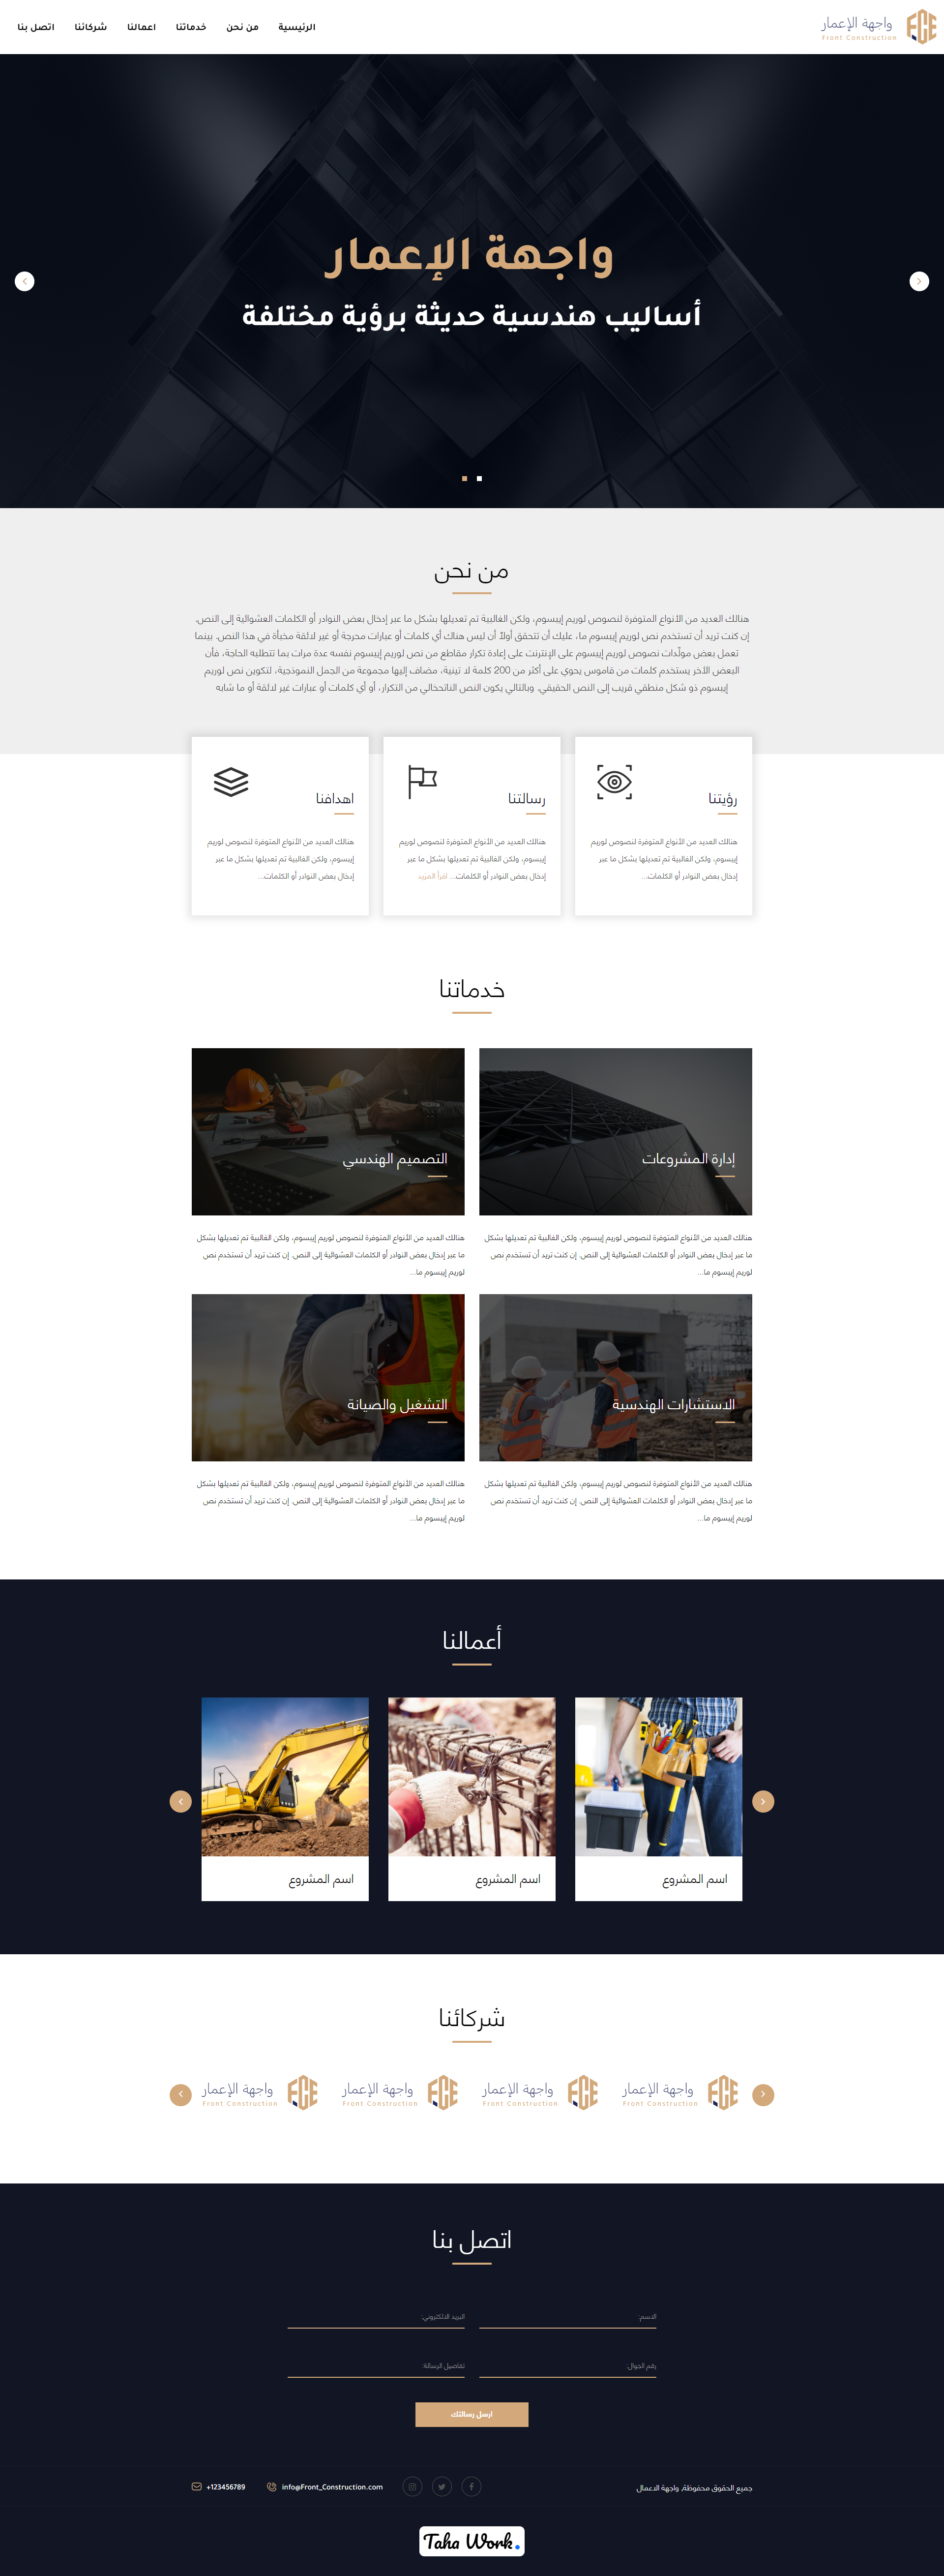 واجهة الإعمار
Front Construction
الرئيسية
من نحن
خدماتنا
اعمالنا
شركائنا
اتصل بنا
واجهة الإعمار
أساليب هندسية حديثة برؤية مختلفة
من نحن
هنالك العديد من الأنواع المتوفرة لنصوص لوريم إيبسوم، ولكن الغالبية تم تعديلها بشكل ما عبر إدخال بعض النوادر أو الكلمات العشوائية إلى النص.
إن كنت تريد أن تستخدم نص لوريم إيبسوم ما، عليك أن تتحقق أولاً أن ليس هناك أي كلمات أو عبارات محرجة أو غير لائقة مخبأة في هذا النص. بينما
تعمل بعض مولّدات نصوص لوريم إيبسوم على الإنترنت على إعادة تكرار مقاطع من نص لوريم إيبسوم نفسه عدة مرات بما تتطلبه الحاجة، فأن
البعض الأخر يستخدم كلمات من قاموس يحوي على أكثر من 200 كلمة لا تينية، مضاف إليها مجموعة من الجمل النموذجية، لتكوين نص لوريم
إيبسوم ذو شكل منطقي قريب إلى النص الحقيقي. وبالتالي يكون النص الناتحخالي من التكرار، أو أي كلمات أو عبارات غير لائقة أو ما شابه
رؤيتنا
هنالك العديد من الأنواع المتوفرة لنصوص لوريم
إيبسوم، ولكن الغالبية تم تعديلها بشكل ما عبر
إدخال بعض النوادر أو الكلمات...
رسالتنا
هنالك العديد من الأنواع المتوفرة لنصوص لوريم
إيبسوم، ولكن الغالبية تم تعديلها بشكل ما عبر
إدخال بعض النوادر أو الكلمات... اقرأ المزيد
اهدافنا
هنالك العديد من الأنواع المتوفرة لنصوص لوريم
إيبسوم، ولكن الغالبية تم تعديلها بشكل ما عبر
إدخال بعض النوادر أو الكلمات...
خدماتنا
إدارة المشروعات
هنالك العديد من الأنواع المتوفرة لنصوص لوريم إيبسوم، ولكن الغالبية تم تعديلها بشكل
ما عبر إدخال بعض النوادر أو الكلمات العشوائية إلى النص. إن كنت تريد أن تستخدم نص
لوريم إيبسوم ما...
التصميم الهندسي
هنالك العديد من الأنواع المتوفرة لنصوص لوريم إيبسوم، ولكن الغالبية تم تعديلها بشكل
ما عبر إدخال بعض النوادر أو الكلمات العشوائية إلى النص. إن كنت تريد أن تستخدم نص
لوريم إيبسوم ما...
الاستشارات الهندسية
هنالك العديد من الأنواع المتوفرة لنصوص لوريم إيبسوم، ولكن الغالبية تم تعديلها بشكل
ما عبر إدخال بعض النوادر أو الكلمات العشوائية إلى النص. إن كنت تريد أن تستخدم نص
لوريم إيبسوم ما...
التشغيل والصيانة
هنالك العديد من الأنواع المتوفرة لنصوص لوريم إيبسوم، ولكن الغالبية تم تعديلها بشكل
ما عبر إدخال بعض النوادر أو الكلمات العشوائية إلى النص. إن كنت تريد أن تستخدم نص
لوريم إيبسوم ما...
أعمالنا
اسم المشروع
اسم المشروع
اسم المشروع
شركائنا
واجهة الإعمار
Front Construction
واجهة الإعمار
Front Construction
واجهة الإعمار
Front Construction
واجهة الإعمار
Front Construction
اتصل بنا
الاسم:
البريد الالكتروني:
رقم الجوال:
تفاصيل الرسالة:
ارسل رسالتك
جميع الحقوق محفوظة, واجهة الاعمال
info@Front_Construction.com
+123456789
Taha Work.